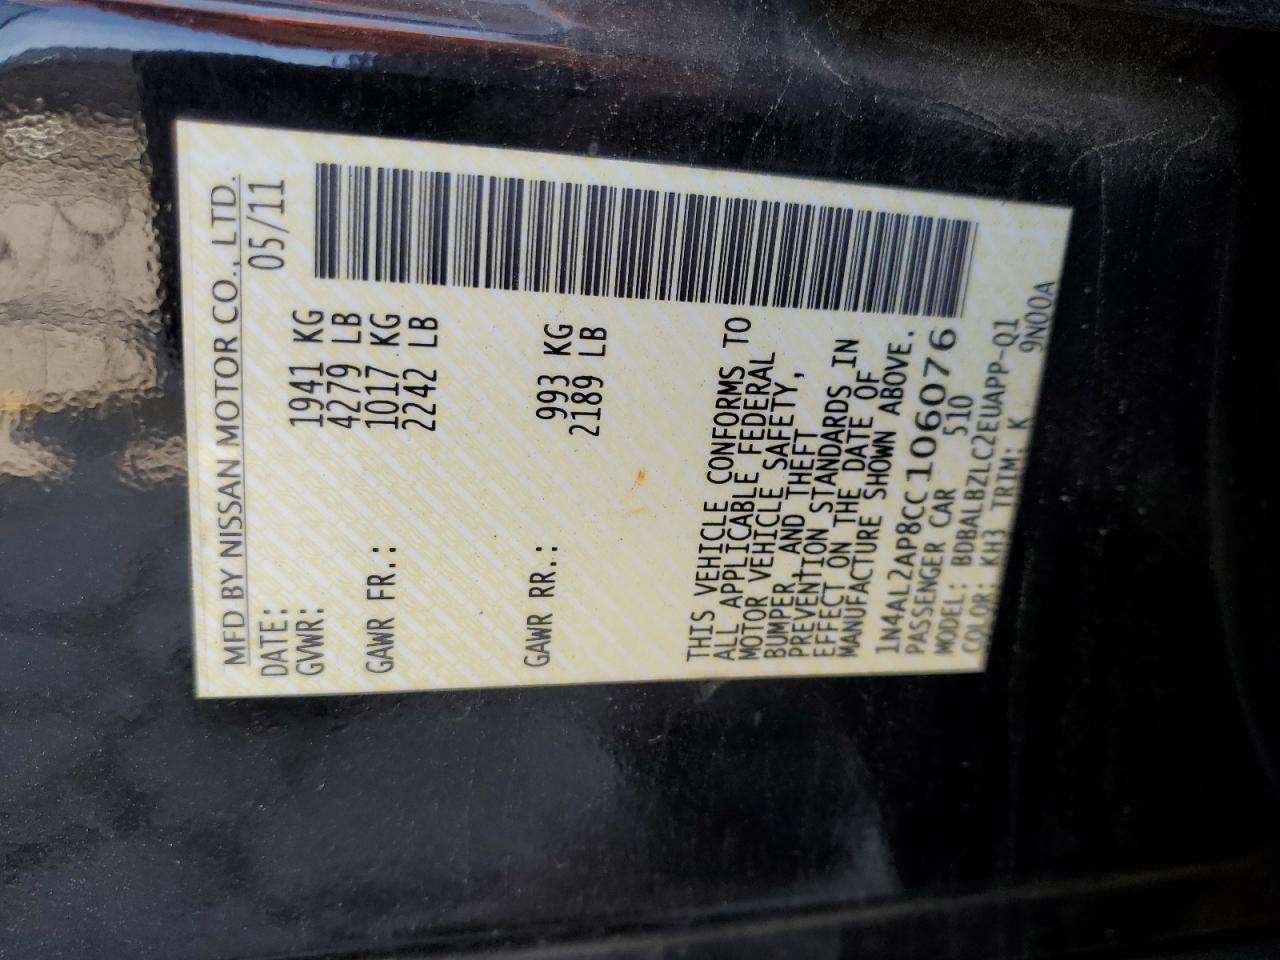 MFD BY NISSAN MOTOR CO., LTD.
DATE: 05/11
GVWR: 1941 KG
4279 LB
GAWR FR.: 1017 KG
2242 LB
GAWR RR.: 993 KG
2189 LB
THIS VEHICLE CONFORMS TO
ALL APPLICABLE FEDERAL
MOTOR VEHICLE SAFETY,
BUMPER AND THEFT
PREVENTION STANDARDS IN
EFFECT ON THE DATE OF
MANUFACTURE SHOWN ABOVE.
1N4AL2AP8CC106076
PASSENGER CAR 510
MODEL: BDBALBZLC2EUAPP-Q1
COLOR: KH3 TRIM: K 9N00A